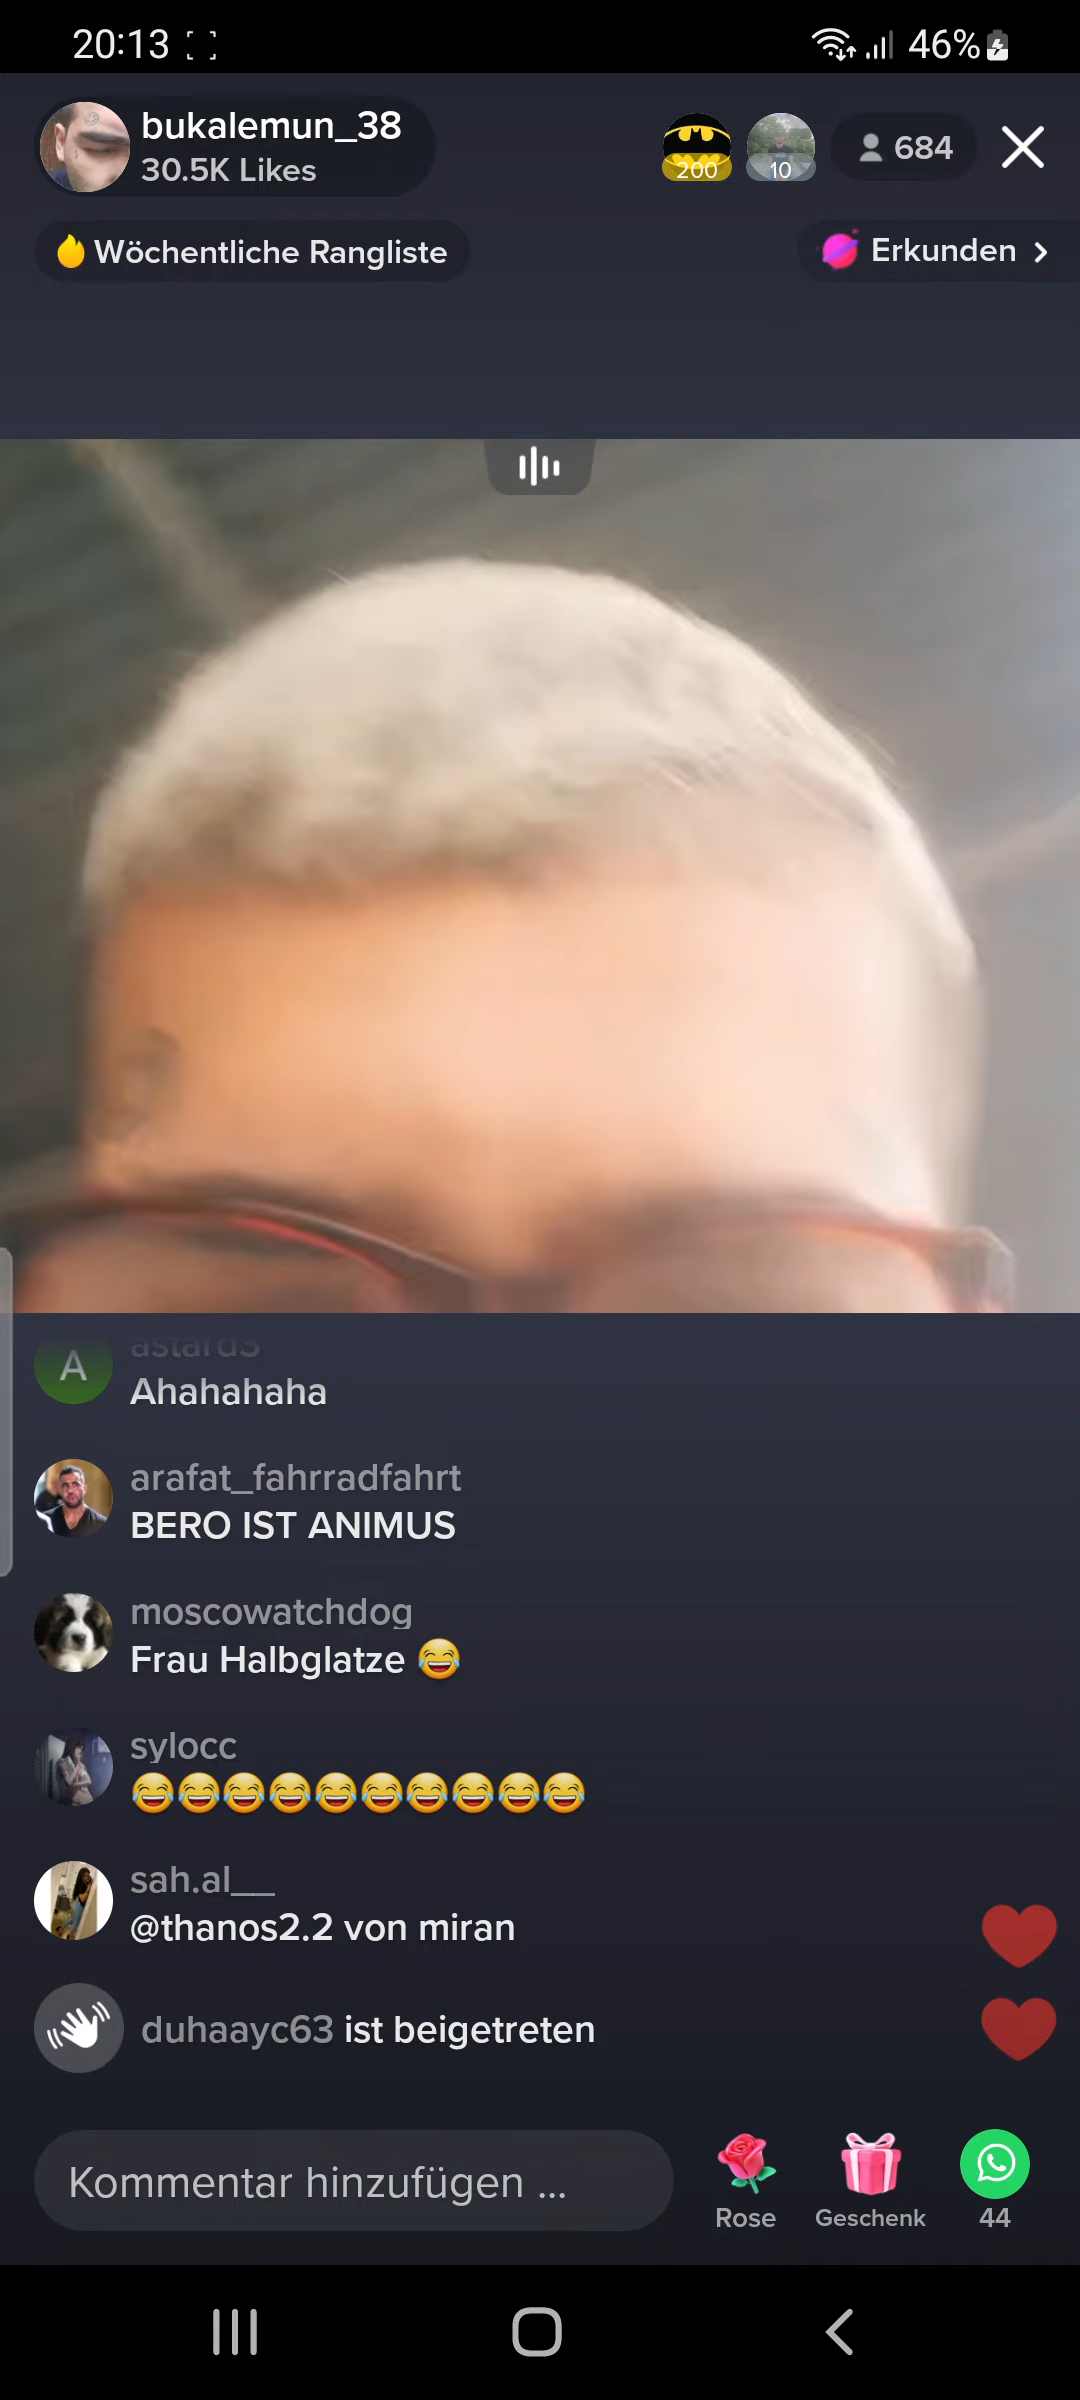 20:13
46%
bukalemun_38
30.5K Likes
200
10
684
Wöchentliche Rangliste
Erkunden
astard3
A
Ahahahaha
arafat_fahrradfahrt
BERO IST ANIMUS
moscowatchdog
Frau Halbglatze 😂
sylocc
😂😂😂😂😂😂😂😂😂😂
sah.al__
@thanos2.2 von miran
duhaayc63 ist beigetreten
Kommentar hinzufügen ...
Rose
Geschenk
44